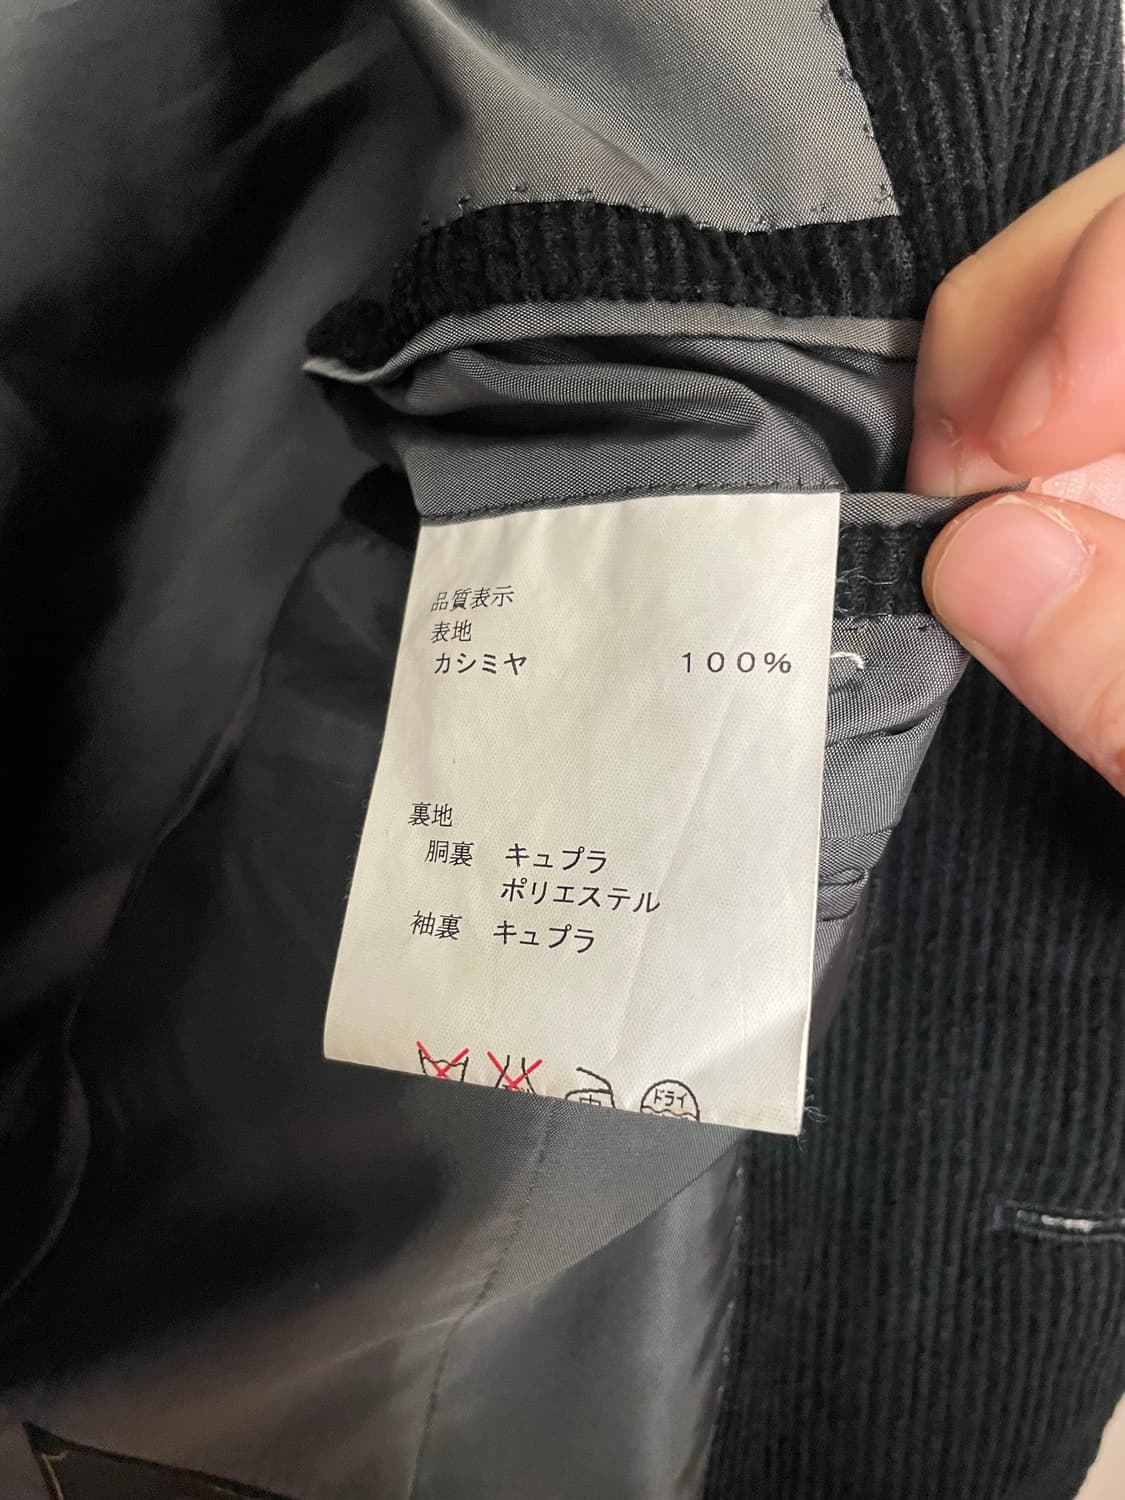 品質表示
表地
カシミヤ 100%
裏地
胴裏 キュプラ
ポリエステル
袖裏 キュプラ
中 ドライ